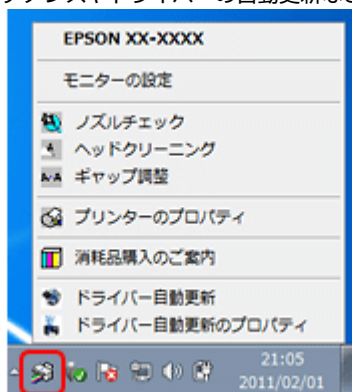 EPSON XX-XXXX
モニターの設定
ノズルチェック
ヘッドクリーニング
ギャップ調整
プリンターのプロパティ
消耗品購入のご案内
ドライバー自動更新
ドライバー自動更新のプロパティ
21:05
2011/02/01